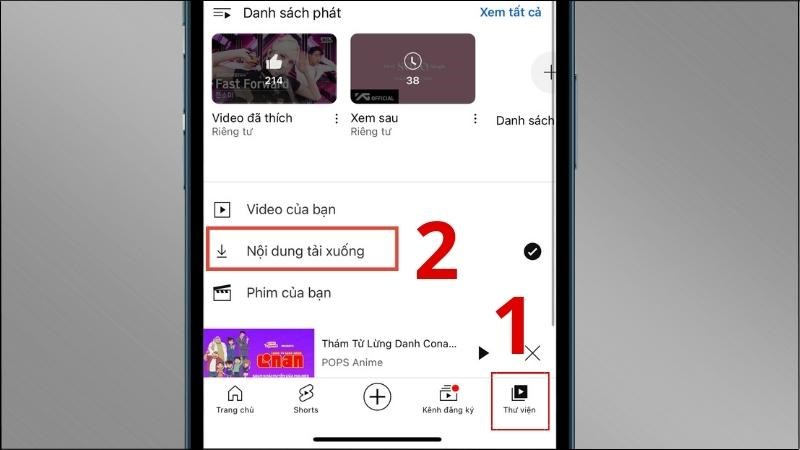 Danh sách phát
Xem tất cả
Fast Forward
214
38
OFFICIAL
Video đã thích
Riêng tư
Xem sau
Riêng tư
Danh sách
Video của bạn
Nội dung tải xuống
2
Phim của bạn
1
Thám Tử Lừng Danh Cona...
POPS Anime
conan
Trang chủ
Shorts
Kênh đăng ký
Thư viện